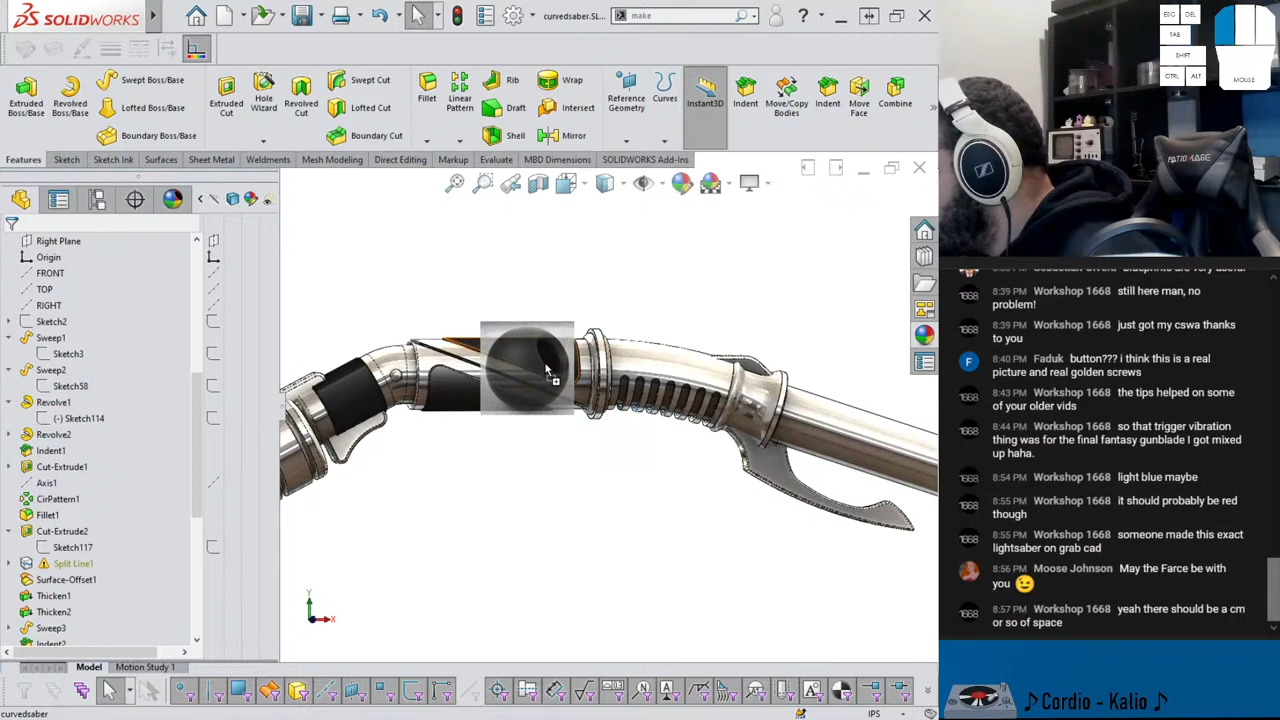 SOLIDWORKS
curvedsaber.SL...
make
Extruded Boss/Base
Revolved Boss/Base
Swept Boss/Base
Lofted Boss/Base
Boundary Boss/Base
Extruded Cut
Hole Wizard
Revolved Cut
Swept Cut
Lofted Cut
Boundary Cut
Fillet
Linear Pattern
Rib
Draft
Shell
Wrap
Intersect
Mirror
Reference Geometry
Curves
Instant3D
Indent
Move/Copy Bodies
Indent
Move Face
Combine
Features
Sketch
Sketch Ink
Surfaces
Sheet Metal
Weldments
Mesh Modeling
Direct Editing
Markup
Evaluate
MBD Dimensions
SOLIDWORKS Add-Ins
Right Plane
Origin
FRONT
TOP
RIGHT
Sketch2
Sweep1
Sketch3
Sweep2
Sketch58
Revolve1
(-) Sketch114
Revolve2
Indent1
Cut-Extrude1
Axis1
CirPattern1
Fillet1
Cut-Extrude2
Sketch117
Split Line1
Surface-Offset1
Thicken1
Thicken2
Sweep3
Indent2
Y
X
Model
Motion Study 1
curvedsaber
IPS
ESC
DEL
TAB
SHIFT
CTRL
ALT
MOUSE
PATIO MAGE
8:39 PM Workshop 1668 still here man, no
problem!
8:39 PM Workshop 1668 just got my cswa thanks
to you
8:40 PM Faduk button??? i think this is a real
picture and real golden screws
8:43 PM Workshop 1668 the tips helped on some
of your older vids
8:44 PM Workshop 1668 so that trigger vibration
thing was for the final fantasy gunblade I got mixed
up haha.
8:54 PM Workshop 1668 light blue maybe
8:55 PM Workshop 1668 it should probably be red
though
8:55 PM Workshop 1668 someone made this exact
lightsaber on grab cad
8:56 PM Moose Johnson May the Farce be with
you 😉
8:57 PM Workshop 1668 yeah there should be a cm
or so of space
♪ Cordio - Kalio ♪